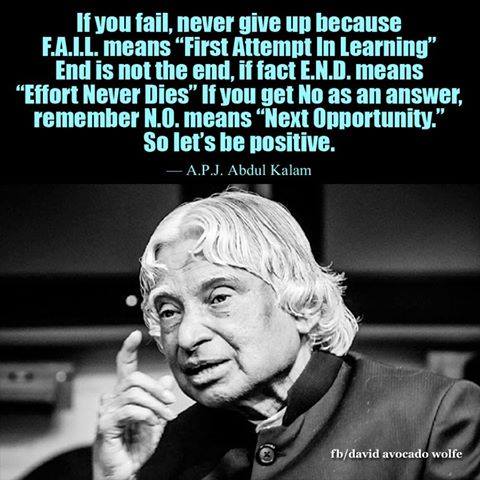 If you fail, never give up because
F.A.I.L. means “First Attempt In Learning”
End is not the end, if fact E.N.D. means
“Effort Never Dies” If you get No as an answer,
remember N.O. means “Next Opportunity.”
So let’s be positive.
— A.P.J. Abdul Kalam
fb/david avocado wolfe